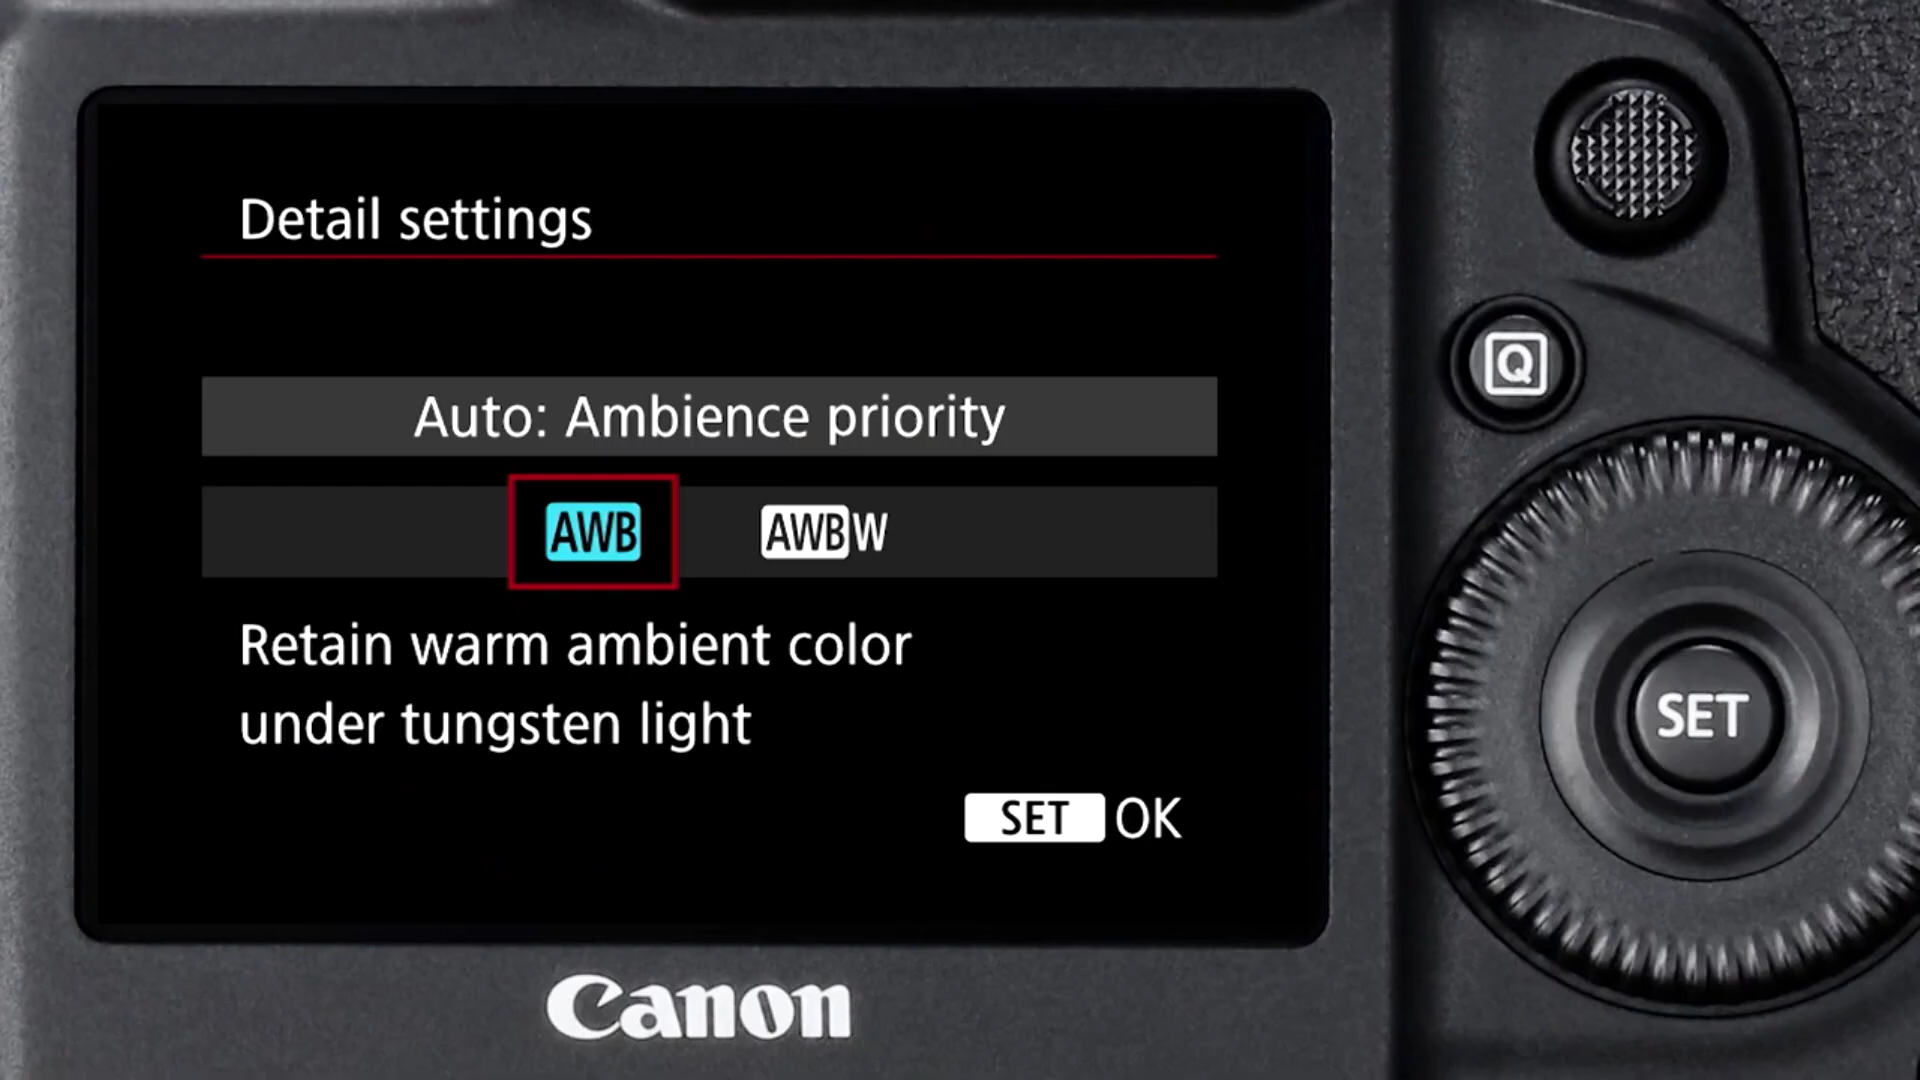 Detail settings
Auto: Ambience priority
AWB AWBW
Retain warm ambient color
under tungsten light
SET OK
Canon
Q
SET